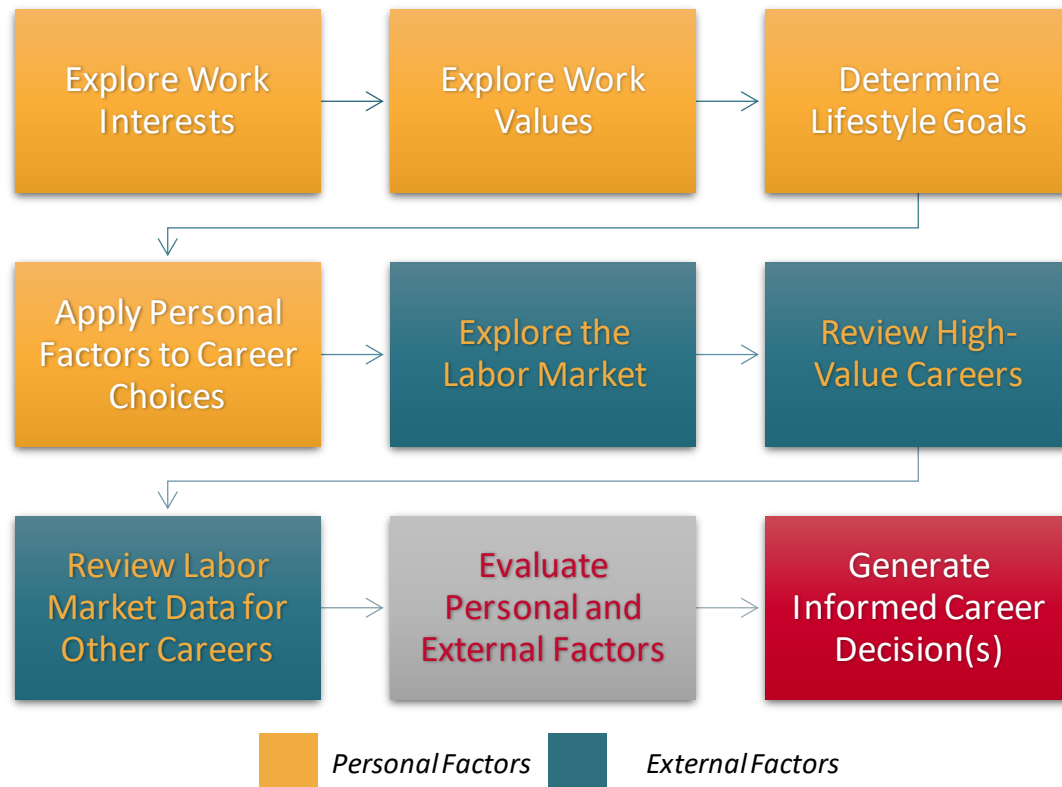 Explore Work
Interests
Explore Work
Values
Determine
Lifestyle Goals
Apply Personal
Factors to Career
Choices
Explore the
Labor Market
Review High-
Value Careers
Review Labor
Market Data for
Other Careers
Evaluate
Personal and
External Factors
Generate
Informed Career
Decision(s)
Personal Factors
External Factors